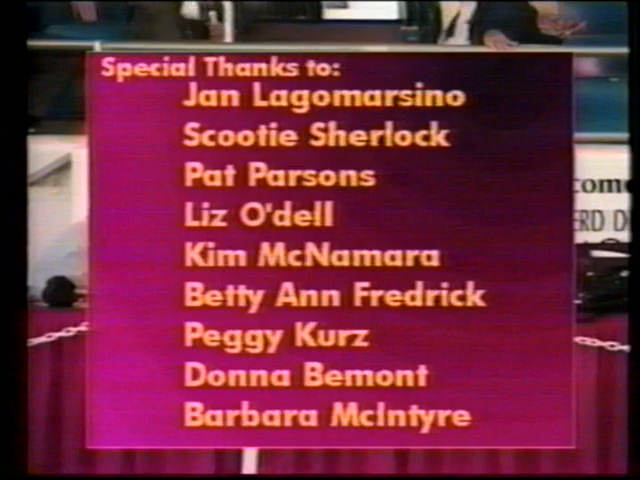 Special Thanks to:
Jan Lagomarsino
Scootie Sherlock
Pat Parsons
Liz O'dell
Kim McNamara
Betty Ann Fredrick
Peggy Kurz
Donna Bemont
Barbara McIntyre